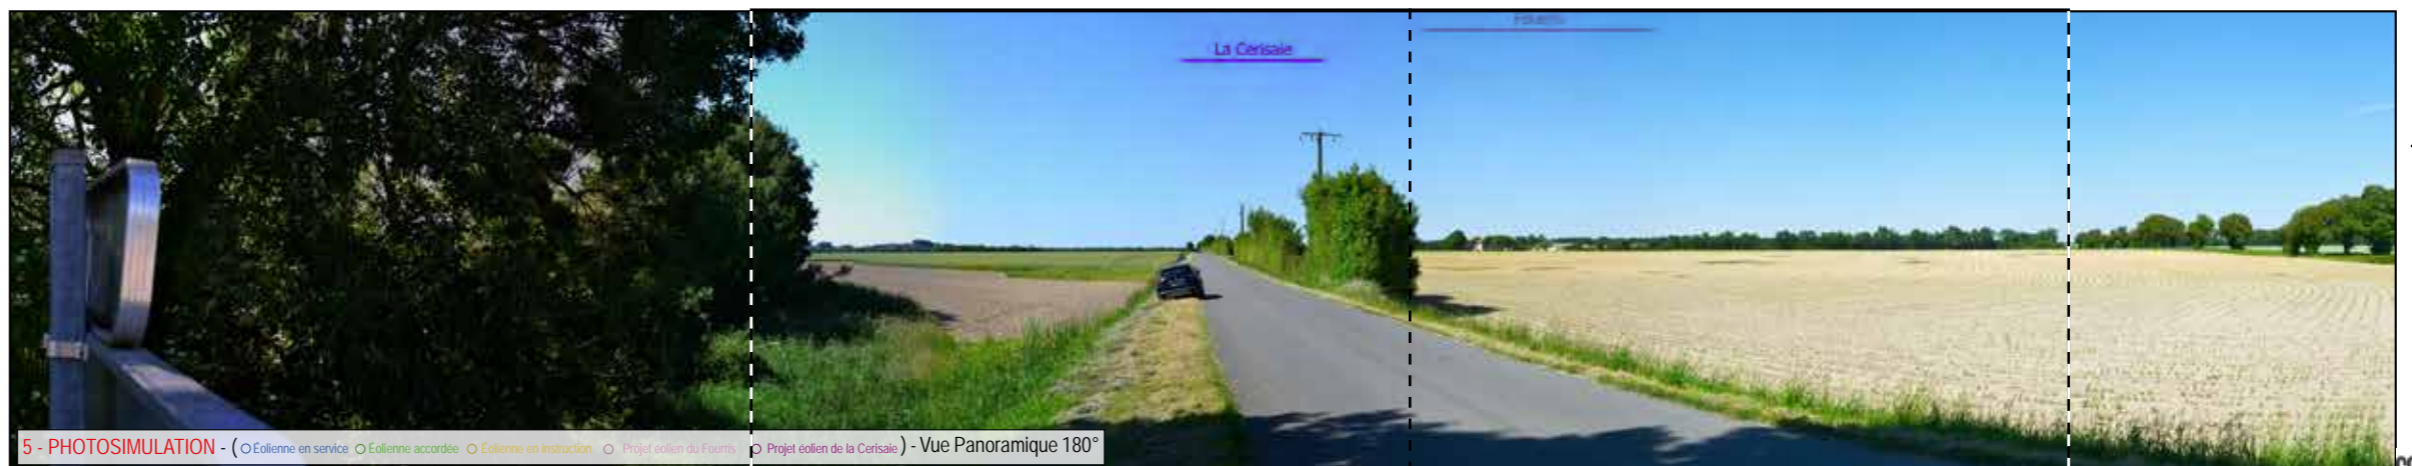 La Cerisaie
5 - PHOTOSIMULATION - ( Éolienne en service Éolienne accordée Éolienne en instruction Projet éolien du Fourris Projet éolien de la Cerisaie ) - Vue Panoramique 180°